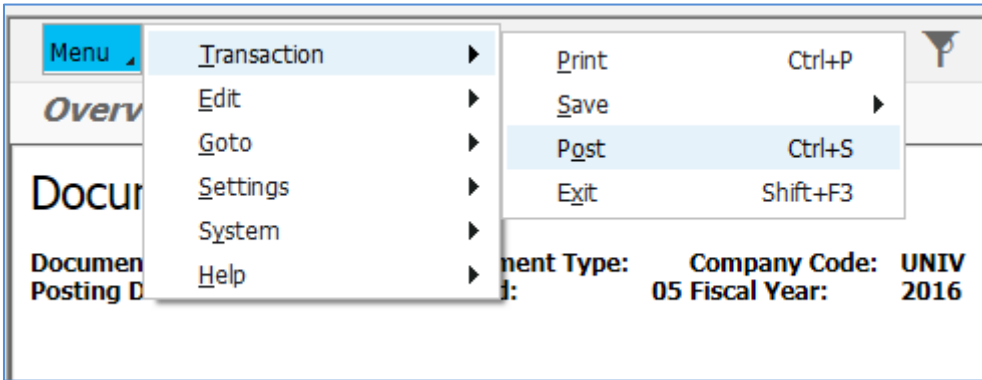 Menu
Transaction
Edit
Goto
Settings
System
Help
Print Ctrl+P
Save
Post Ctrl+S
Exit Shift+F3
Overv
Docur
Documen ment Type: Company Code: UNIV
Posting D 05 Fiscal Year: 2016